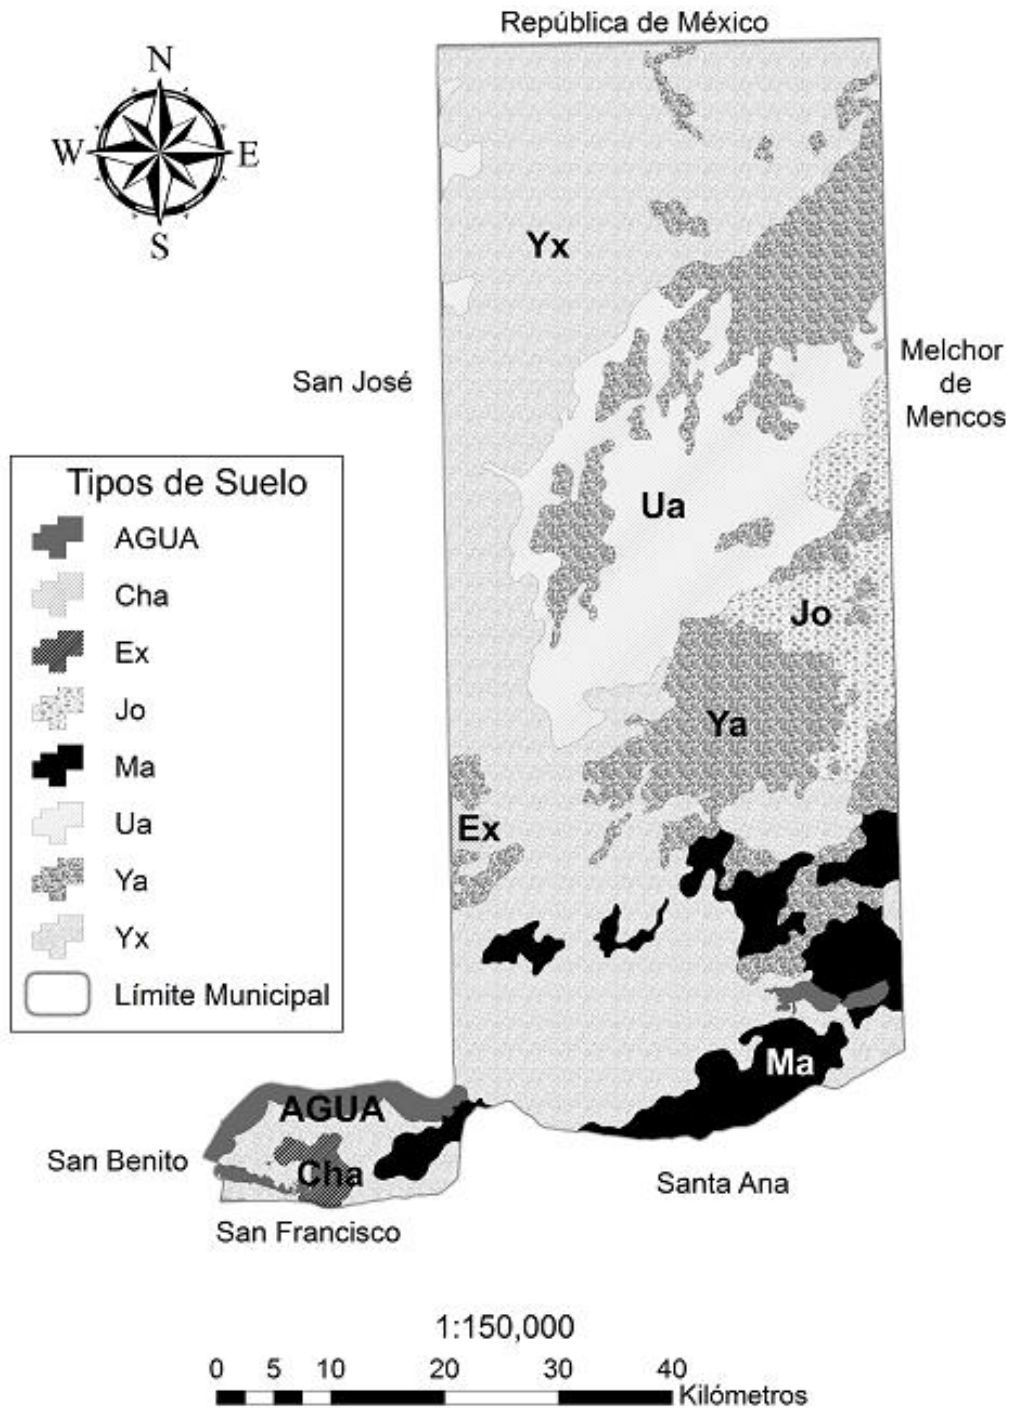 República de México
N
W
E
S
Yx
San José
Melchor
de
Mencos
Ua
Jo
Ya
Ex
Ma
Tipos de Suelo
AGUA
Cha
Ex
Jo
Ma
Ua
Ya
Yx
Límite Municipal
AGUA
Cha
San Benito
San Francisco
Santa Ana
1:150,000
0 5 10 20 30 40
Kilómetros